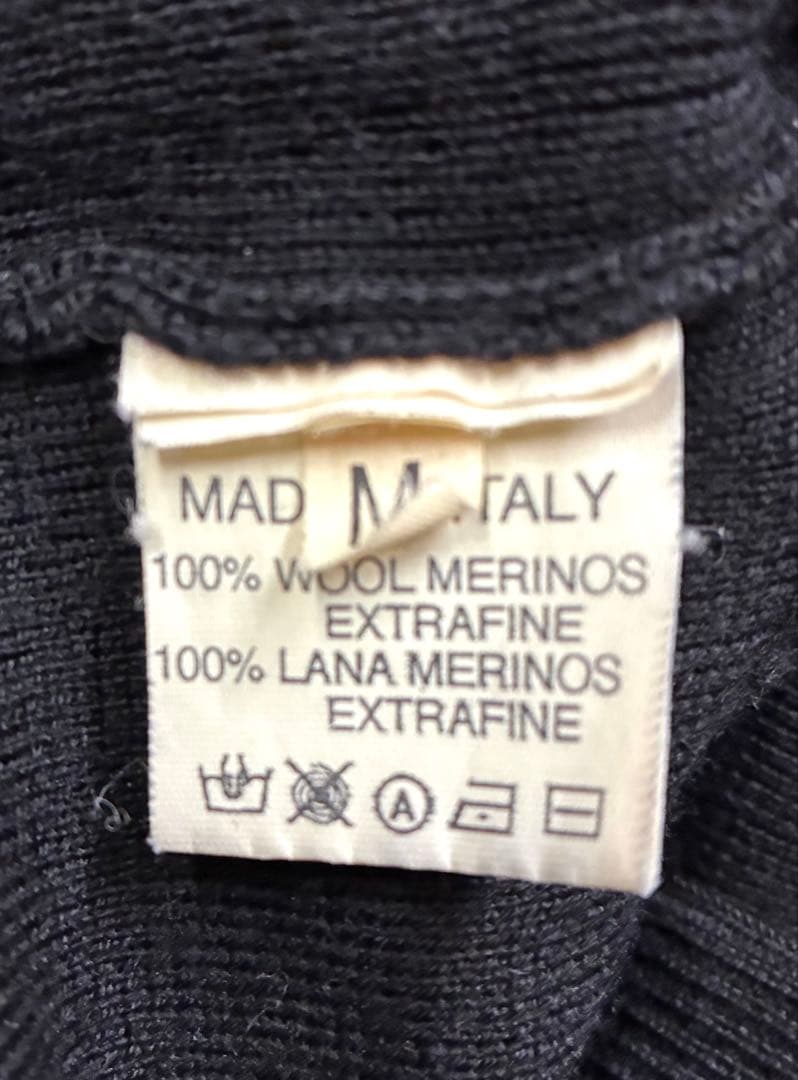 M
MAD TALY
100% WOOL MERINOS
EXTRAFINE
100% LANA MERINOS
EXTRAFINE
A